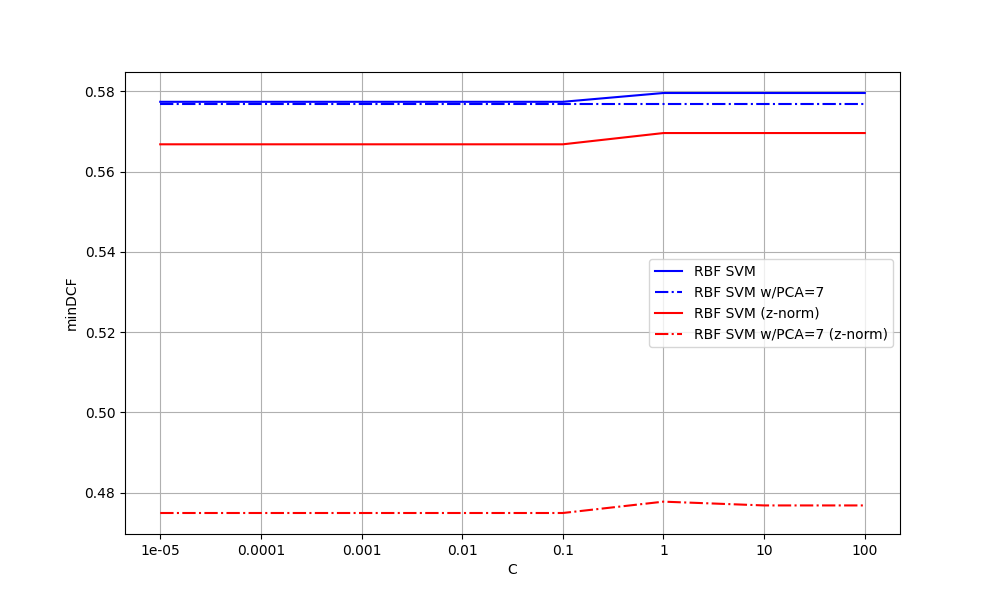 0.58
0.56
0.54
0.52
0.50
0.48
minDCF
RBF SVM
RBF SVM w/PCA=7
RBF SVM (z-norm)
RBF SVM w/PCA=7 (z-norm)
1e-05 0.0001 0.001 0.01 0.1 1 10 100
C